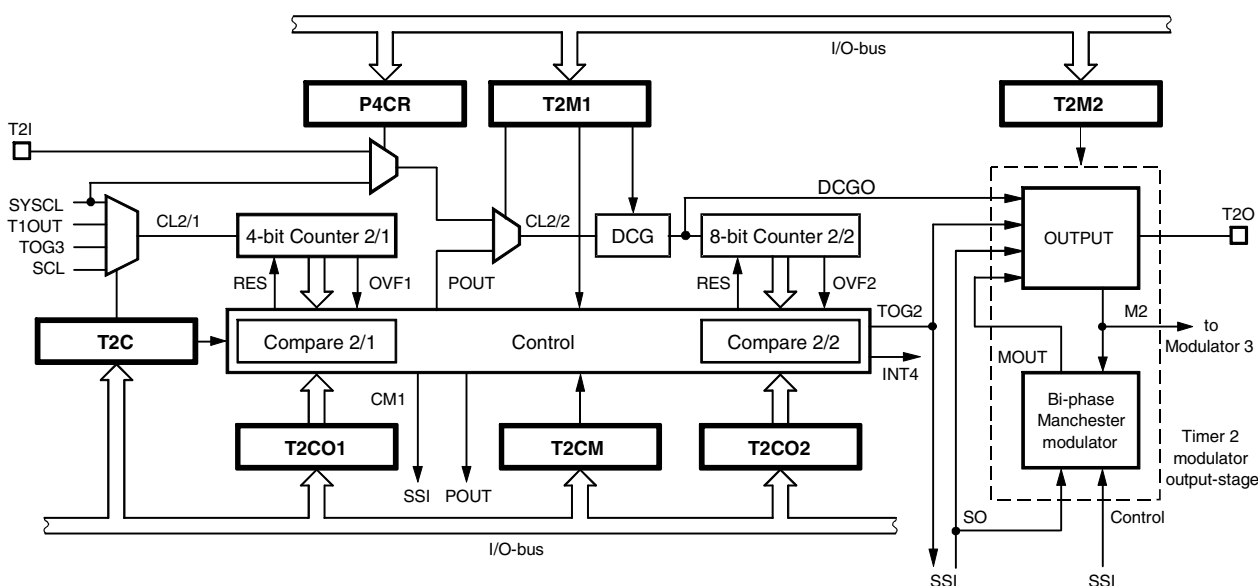 I/O-bus
P4CR
T2M1
T2M2
T2I
SYSCL
T1OUT
TOG3
SCL
CL2/1
4-bit Counter 2/1
CL2/2
DCG
8-bit Counter 2/2
DCGO
OUTPUT
T2O
RES
OVF1
POUT
RES
OVF2
TOG2
T2C
Compare 2/1
Control
Compare 2/2
INT4
M2
to
Modulator 3
MOUT
CM1
T2CO1
T2CM
T2CO2
Bi-phase
Manchester
modulator
Timer 2
modulator
output-stage
SSI
POUT
SO
Control
I/O-bus
SSI
SSI